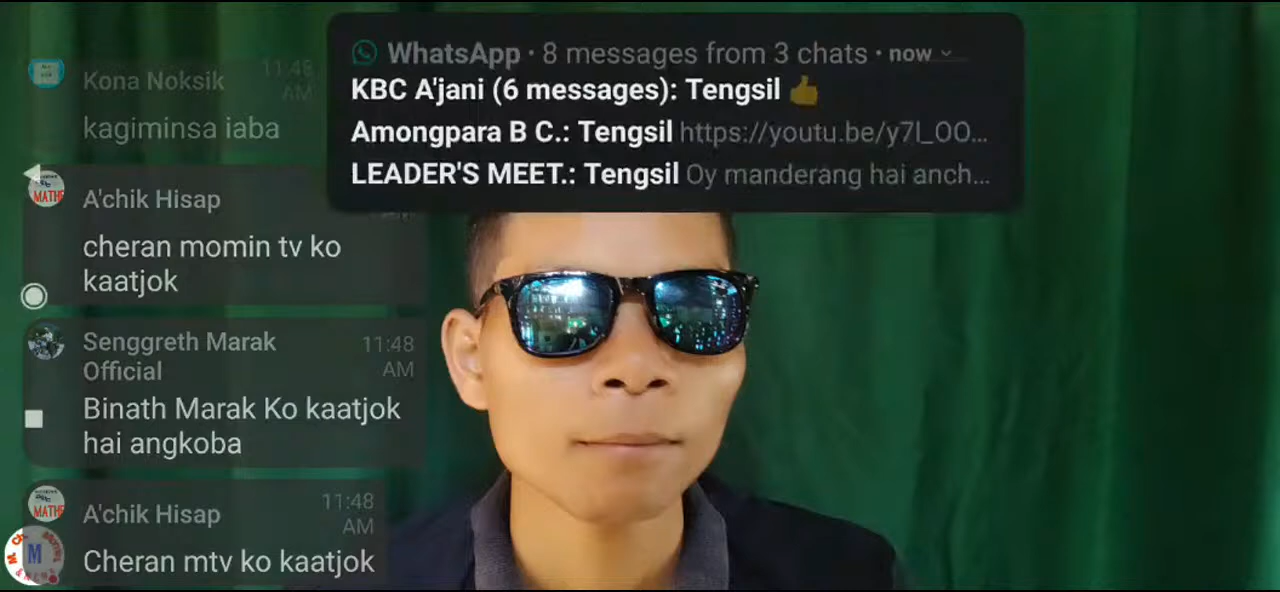 WhatsApp · 8 messages from 3 chats · now
KBC A'jani (6 messages): Tengsil 👍
Amongpara B C.: Tengsil https://youtu.be/y7l_OO...
LEADER'S MEET.: Tengsil Oy manderang hai anch...
Kona Noksik 11:48 AM
kagiminsa iaba
A'chik Hisap AM
cheran momin tv ko
kaatjok
MATH
Senggreth Marak 11:48
Official AM
Binath Marak Ko kaatjok
hai angkoba
A'chik Hisap 11:48 AM
MATH
Cheran mtv ko kaatjok
M